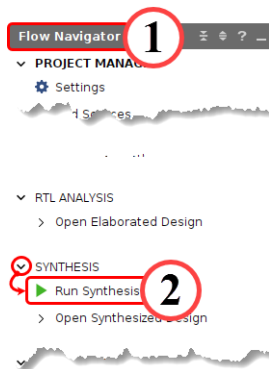 Flow Navigator
1
?
PROJECT MANAG
Settings
RTL ANALYSIS
Open Elaborated Design
SYNTHESIS
Run Synthesis
2
Open Synthesized Design